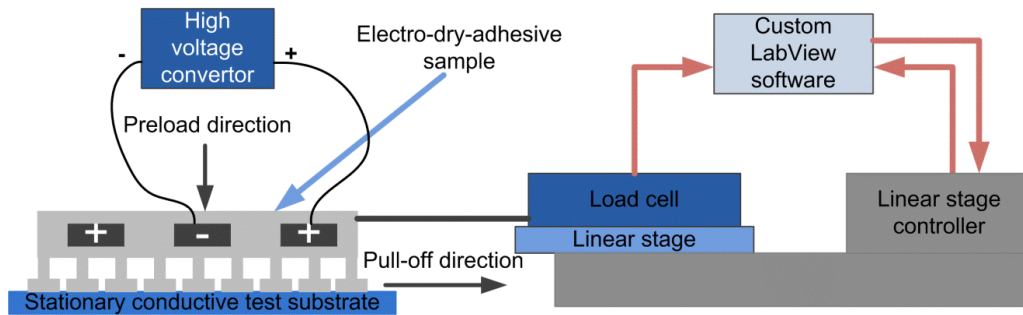 High
voltage
convertor
-
+
Electro-dry-adhesive
sample
Custom
LabView
software
Preload direction
Load cell
Linear stage
controller
+
-
+
Linear stage
Pull-off direction
Stationary conductive test substrate